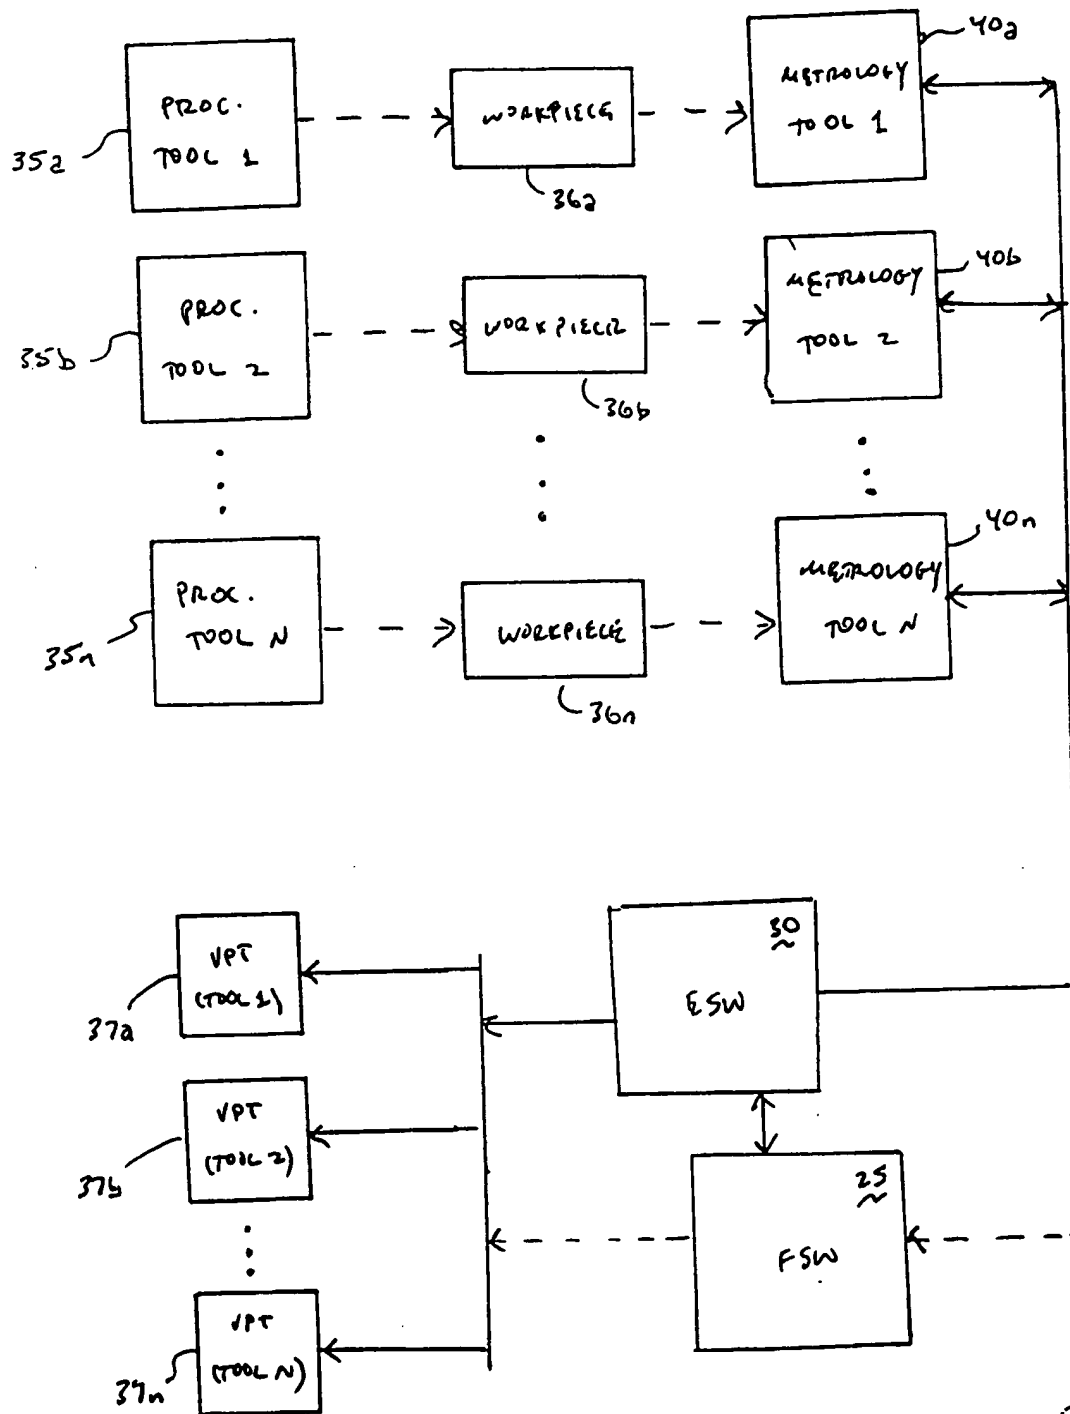 40a
PROC.
TOOL 1
WORKPIECE
METROLOGY
TOOL 1
35a
36a
PROC.
TOOL 2
WORKPIECE
METROLOGY
TOOL 2
40b
35b
36b
PROC.
TOOL N
WORKPIECE
METROLOGY
TOOL N
40n
35n
36n
VPT
(TOOL 1)
37a
30
ESW
VPT
(TOOL 2)
37b
25
FSW
VPT
(TOOL N)
37n